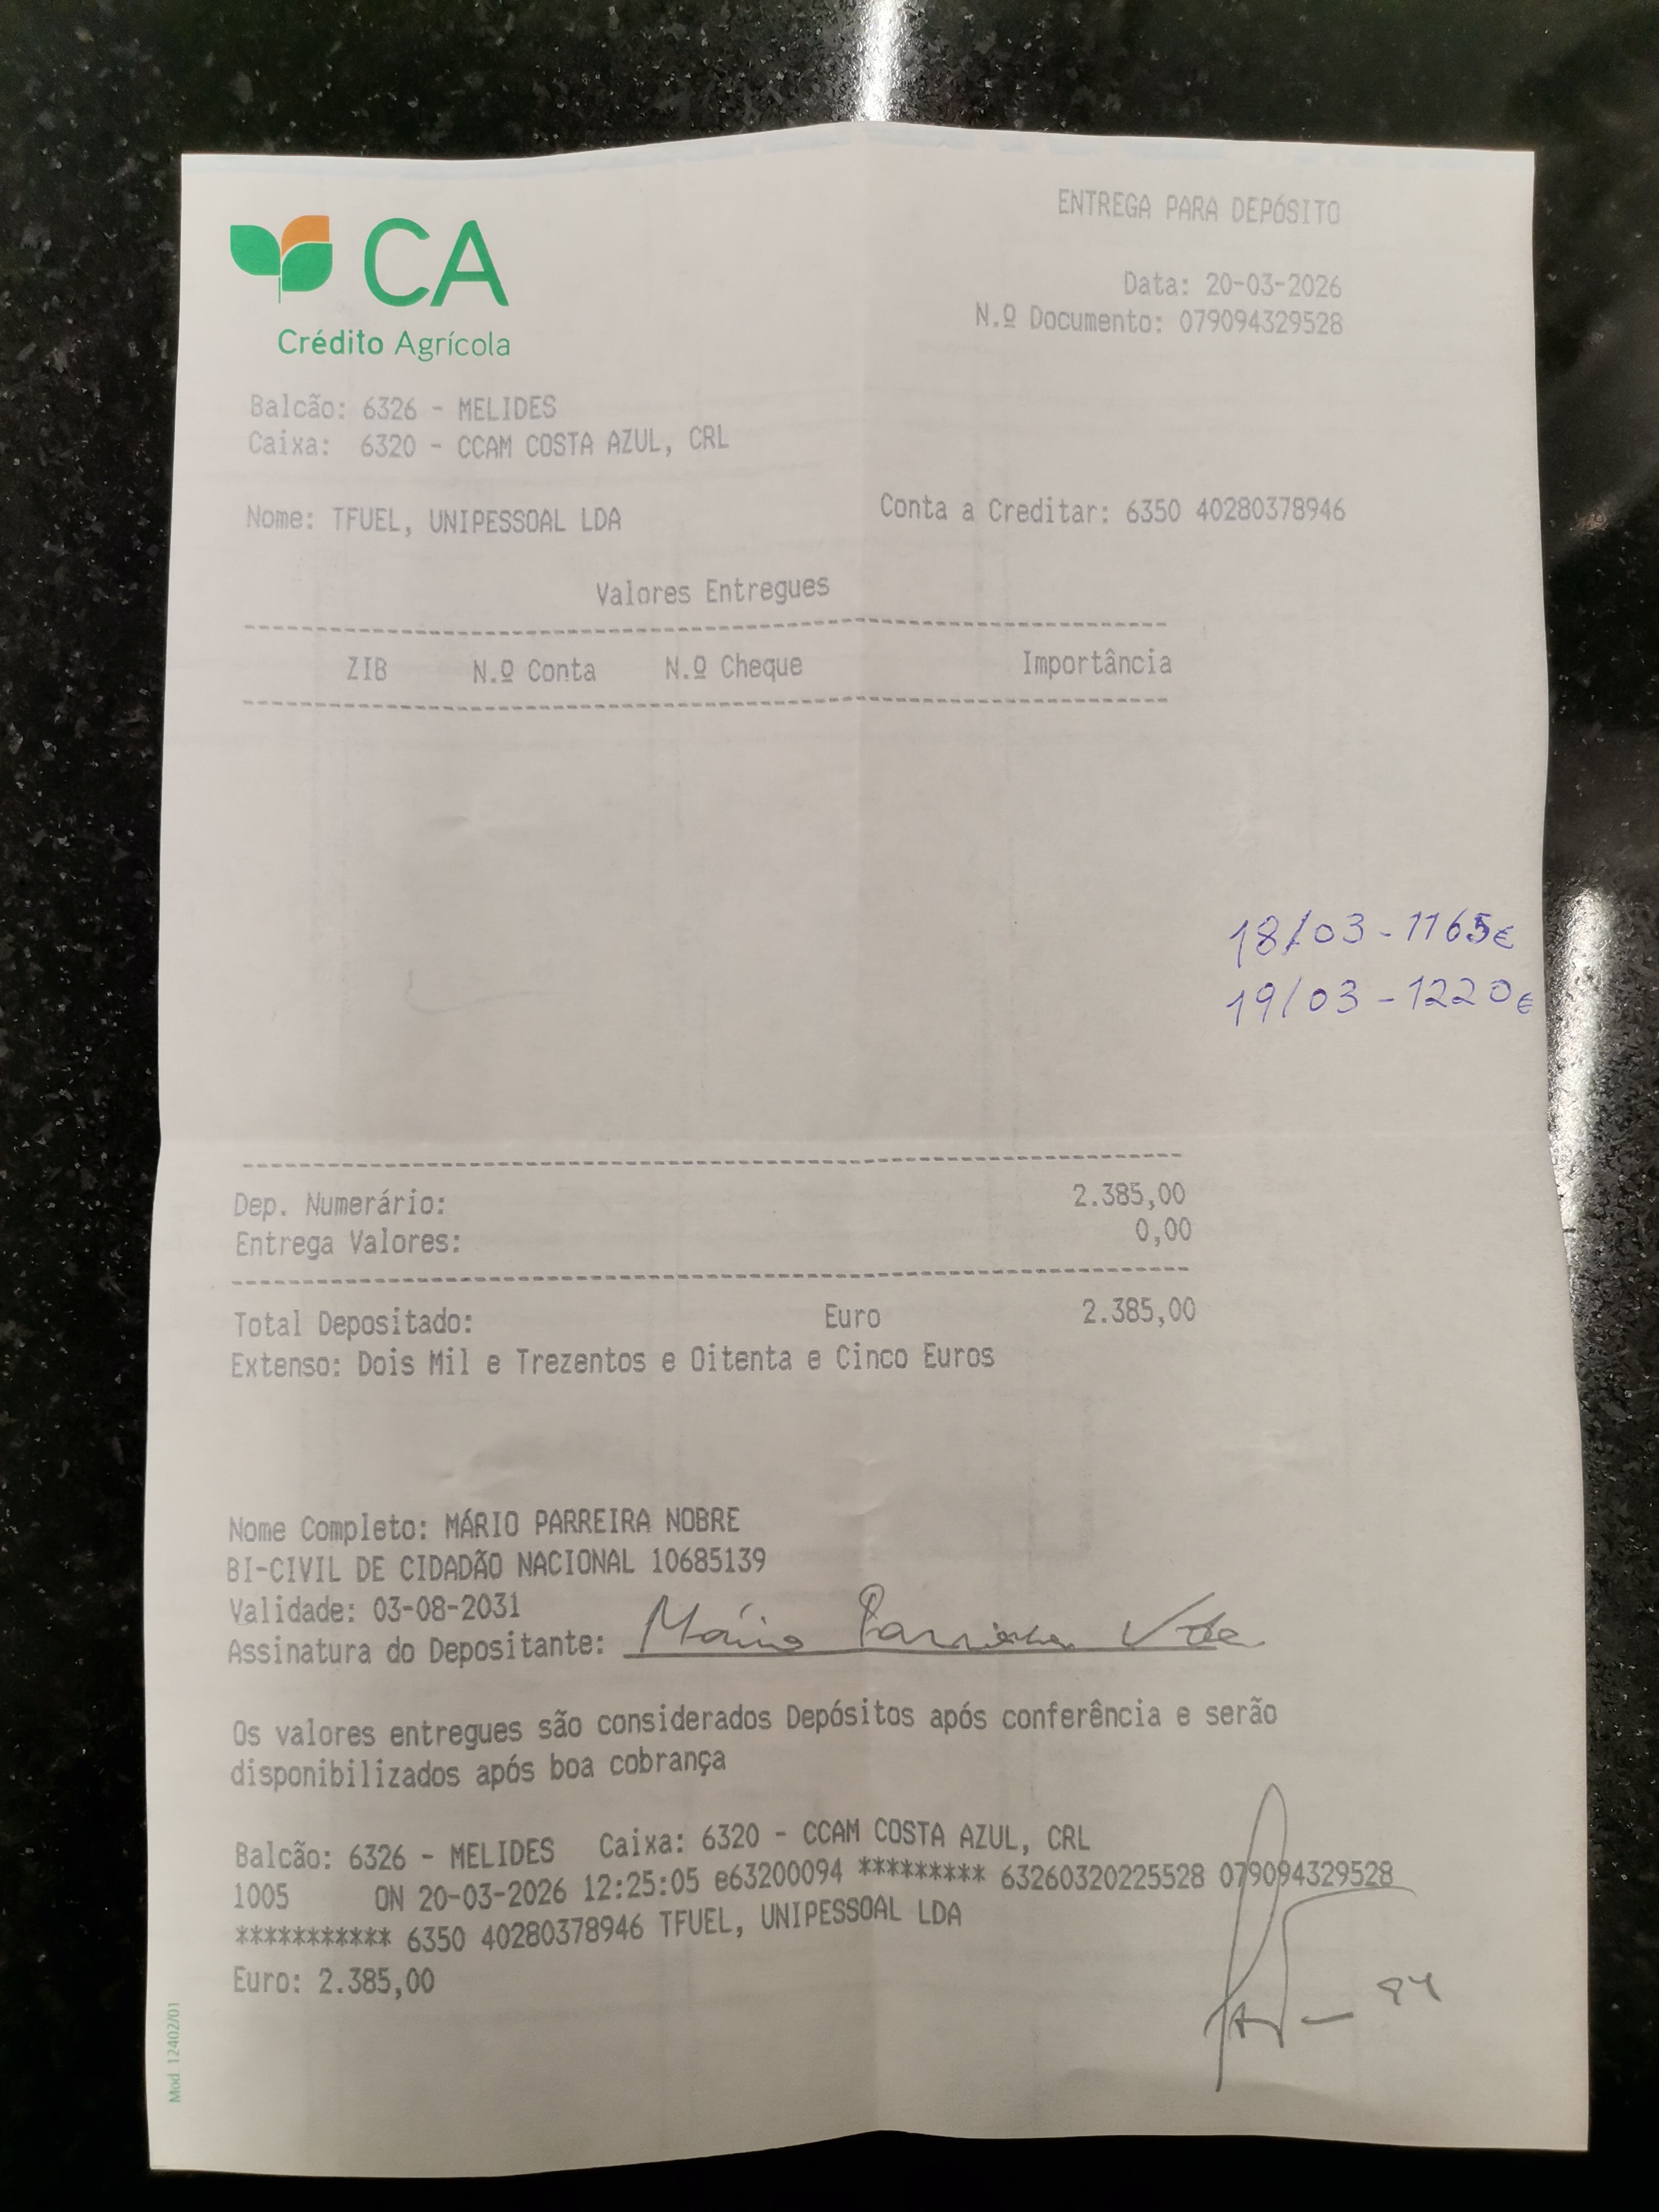 CA
Crédito Agrícola
ENTREGA PARA DEPÓSITO
Data: 20-03-2026
N.º Documento: 079094329528
Balcão: 6326 - MELIDES
Caixa: 6320 - CCAM COSTA AZUL, CRL
Nome: TFUEL, UNIPESSOAL LDA Conta a Creditar: 6350 40280378946
Valores Entregues
ZIB N.º Conta N.º Cheque Importância
18/03 - 1165€
19/03 - 1220€
Dep. Numerário: 2.385,00
Entrega Valores: 0,00
Total Depositado: Euro 2.385,00
Extenso: Dois Mil e Trezentos e Oitenta e Cinco Euros
Nome Completo: MÁRIO PARREIRA NOBRE
BI-CIVIL DE CIDADÃO NACIONAL 10685139
Validade: 03-08-2031
Assinatura do Depositante: Mário Parreira
Os valores entregues são considerados Depósitos após conferência e serão
disponibilizados após boa cobrança
Balcão: 6326 - MELIDES Caixa: 6320 - CCAM COSTA AZUL, CRL
1005 ON 20-03-2026 12:25:05 e63200094 ********* 63260320225528 079094329528
*********** 6350 40280378946 TFUEL, UNIPESSOAL LDA
Euro: 2.385,00
94
Mod. 12402/01